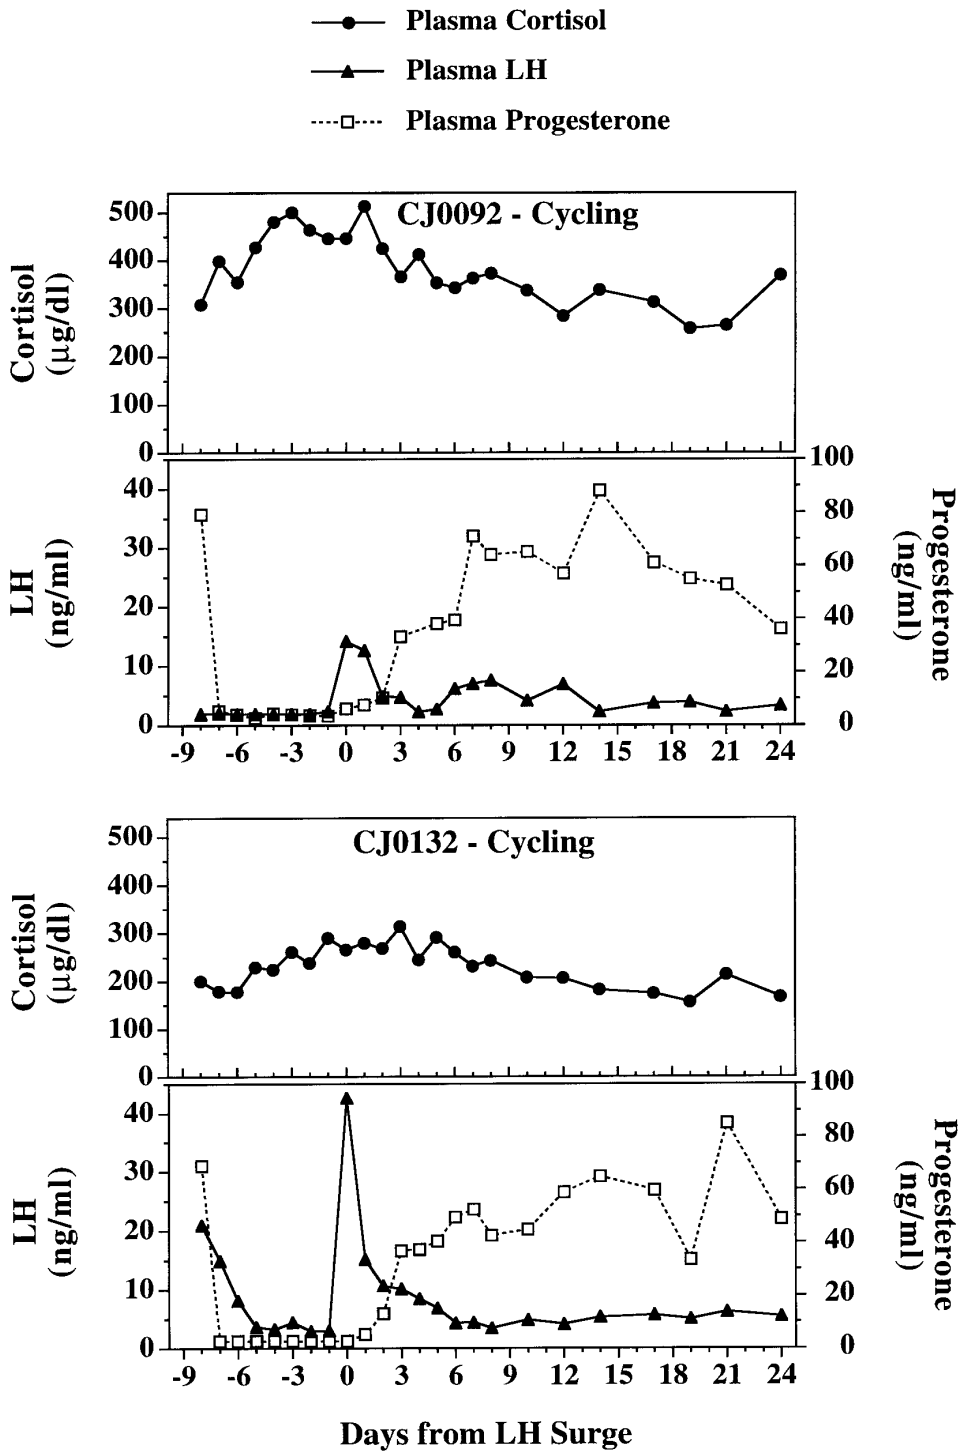 Plasma Cortisol
Plasma LH
Plasma Progesterone
CJ0092 - Cycling
Cortisol
(µg/dl)
500
400
300
200
100
0
LH
(ng/ml)
40
30
20
10
0
100
80
60
40
20
0
Progesterone
(ng/ml)
-9 -6 -3 0 3 6 9 12 15 18 21 24
CJ0132 - Cycling
Cortisol
(µg/dl)
500
400
300
200
100
0
LH
(ng/ml)
40
30
20
10
0
100
80
60
40
20
0
Progesterone
(ng/ml)
-9 -6 -3 0 3 6 9 12 15 18 21 24
Days from LH Surge